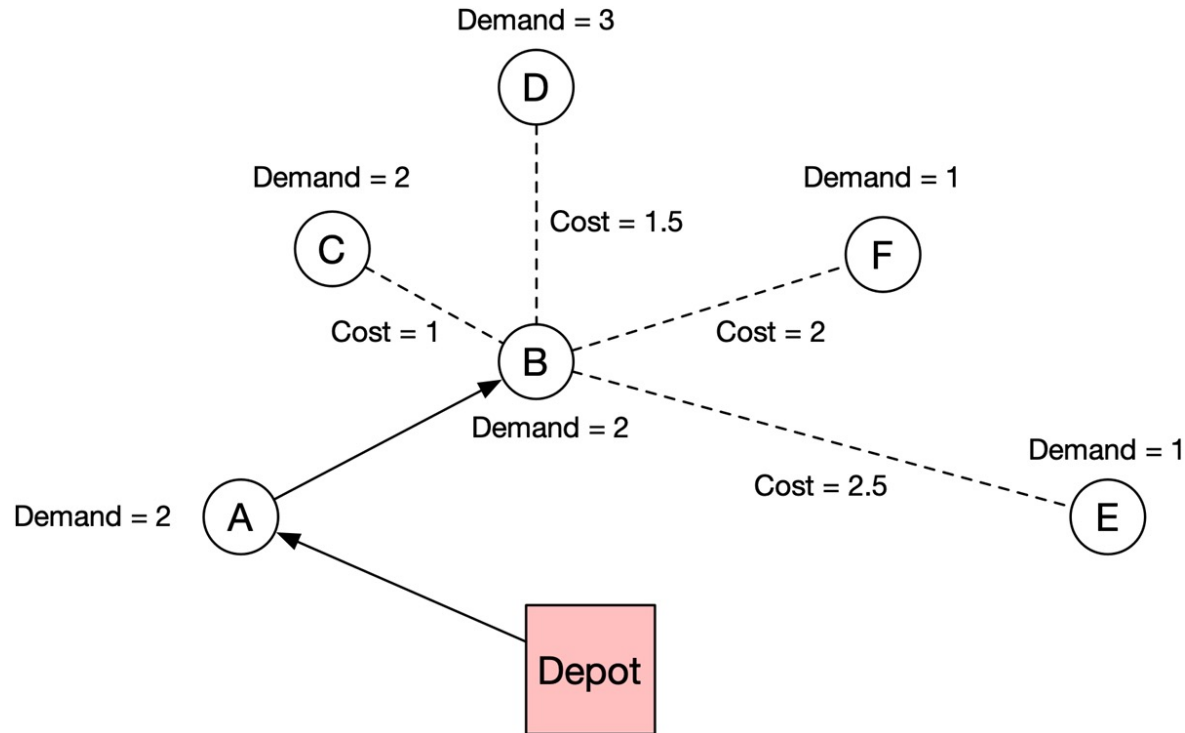 Demand = 3
D
Demand = 2
Demand = 1
C
Cost = 1.5
F
Cost = 1
Cost = 2
B
Demand = 2
Demand = 1
Cost = 2.5
Demand = 2
A
E
Depot